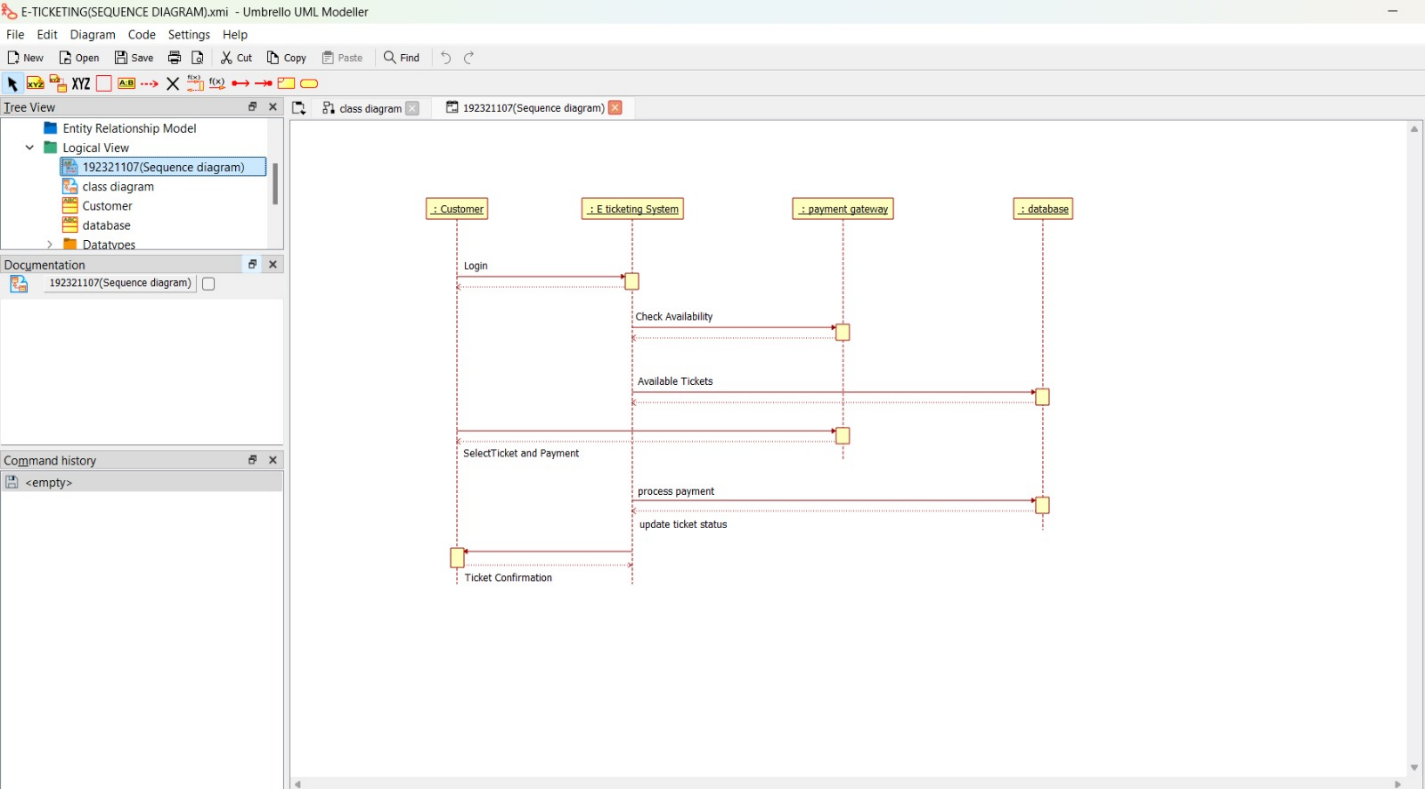 E-TICKETING(SEQUENCE DIAGRAM).xmi - Umbrello UML Modeller
File Edit Diagram Code Settings Help
New Open Save Cut Copy Paste Find
XYZ XYZ A:B f(x) f(x)
Tree View
class diagram
192321107(Sequence diagram)
Entity Relationship Model
Logical View
192321107(Sequence diagram)
class diagram
ABC Customer
ABC database
Datatypes
Documentation
192321107(Sequence diagram)
Command history
<empty>
: Customer
: E ticketing System
: payment gateway
: database
Login
Check Availability
Available Tickets
SelectTicket and Payment
process payment
update ticket status
Ticket Confirmation